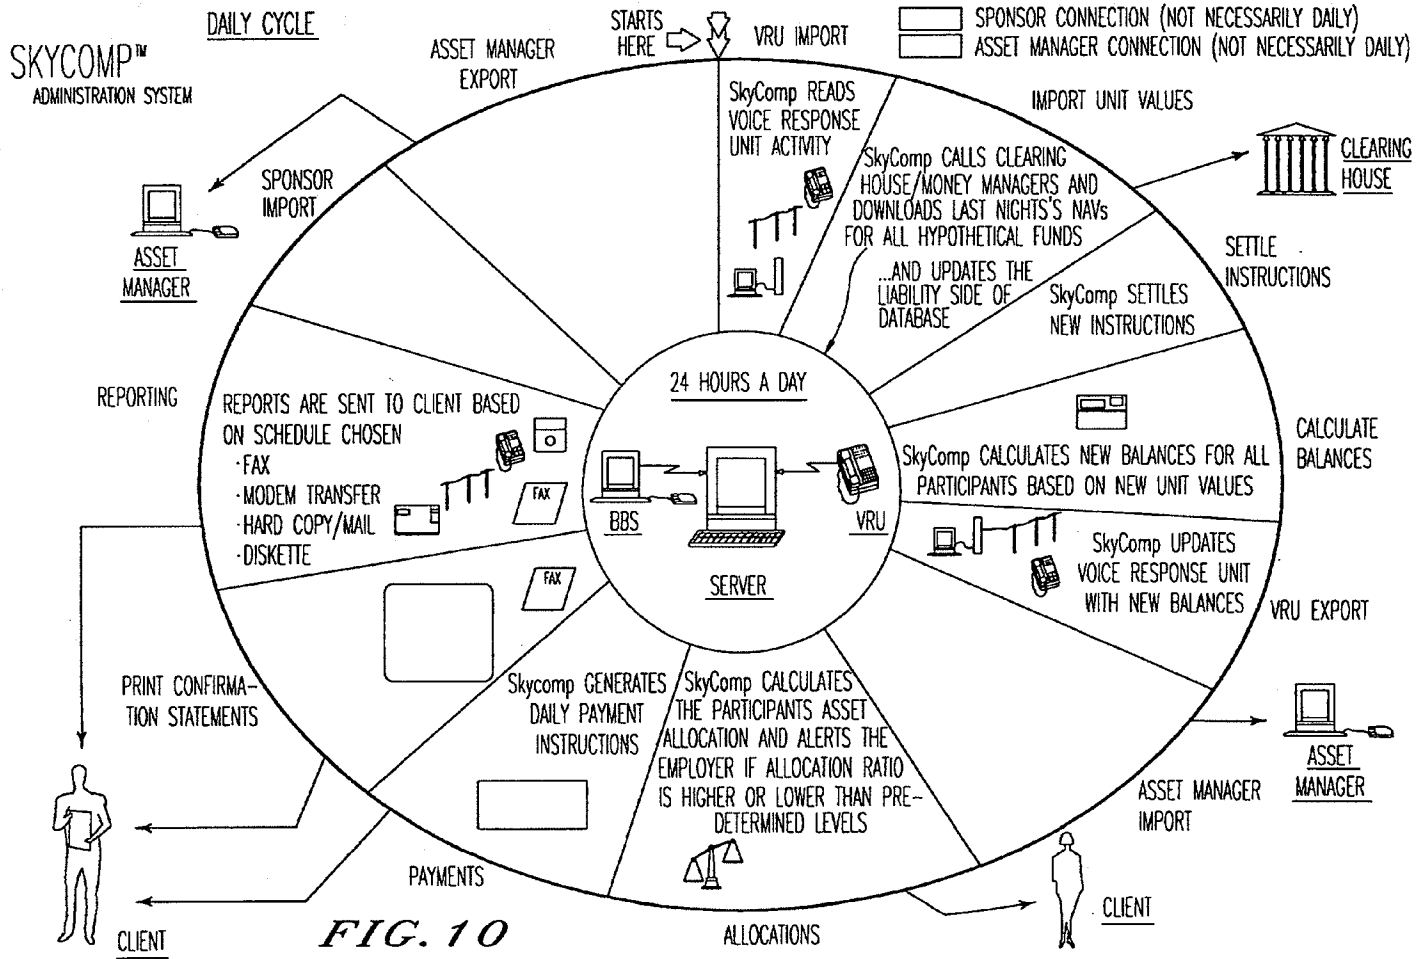 DAILY CYCLE
SKYCOMP™
ADMINISTRATION SYSTEM
ASSET MANAGER
EXPORT
STARTS
HERE
VRU IMPORT
SPONSOR CONNECTION (NOT NECESSARILY DAILY)
ASSET MANAGER CONNECTION (NOT NECESSARILY DAILY)
SkyComp READS
VOICE RESPONSE
UNIT ACTIVITY
IMPORT UNIT VALUES
SkyComp CALLS CLEARING
HOUSE/MONEY MANAGERS AND
DOWNLOADS LAST NIGHTS'S NAVs
FOR ALL HYPOTHETICAL FUNDS
...AND UPDATES THE
LIABILITY SIDE OF
DATABASE
CLEARING
HOUSE
SPONSOR
IMPORT
ASSET
MANAGER
SETTLE
INSTRUCTIONS
SkyComp SETTLES
NEW INSTRUCTIONS
24 HOURS A DAY
BBS
VRU
SERVER
REPORTING
REPORTS ARE SENT TO CLIENT BASED
ON SCHEDULE CHOSEN
·FAX
·MODEM TRANSFER
·HARD COPY/MAIL
·DISKETTE
FAX
FAX
CALCULATE
BALANCES
SkyComp CALCULATES NEW BALANCES FOR ALL
PARTICIPANTS BASED ON NEW UNIT VALUES
SkyComp UPDATES
VOICE RESPONSE UNIT
WITH NEW BALANCES
VRU EXPORT
PRINT CONFIRMA-
TION STATEMENTS
Skycomp GENERATES
DAILY PAYMENT
INSTRUCTIONS
SkyComp CALCULATES
THE PARTICIPANTS ASSET
ALLOCATION AND ALERTS THE
EMPLOYER IF ALLOCATION RATIO
IS HIGHER OR LOWER THAN PRE-
DETERMINED LEVELS
ASSET
MANAGER
ASSET MANAGER
IMPORT
PAYMENTS
ALLOCATIONS
CLIENT
CLIENT
FIG. 10